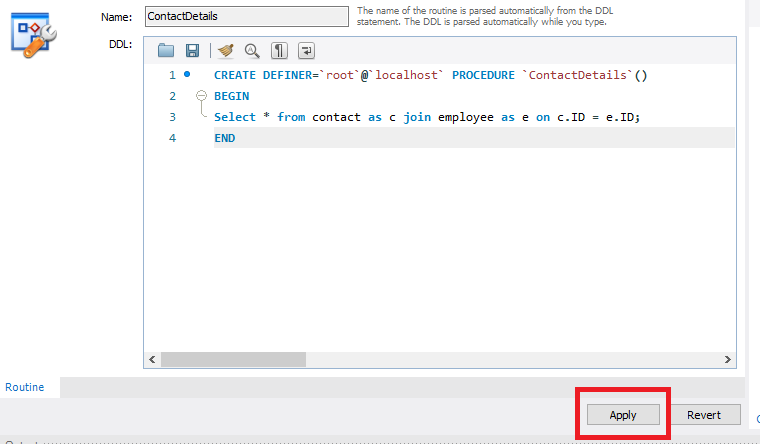 Name: ContactDetails
The name of the routine is parsed automatically from the DDL
statement. The DDL is parsed automatically while you type.
DDL:
1 CREATE DEFINER=`root`@`localhost` PROCEDURE `ContactDetails`()
2 BEGIN
3 Select * from contact as c join employee as e on c.ID = e.ID;
4 END
Routine
Apply Revert